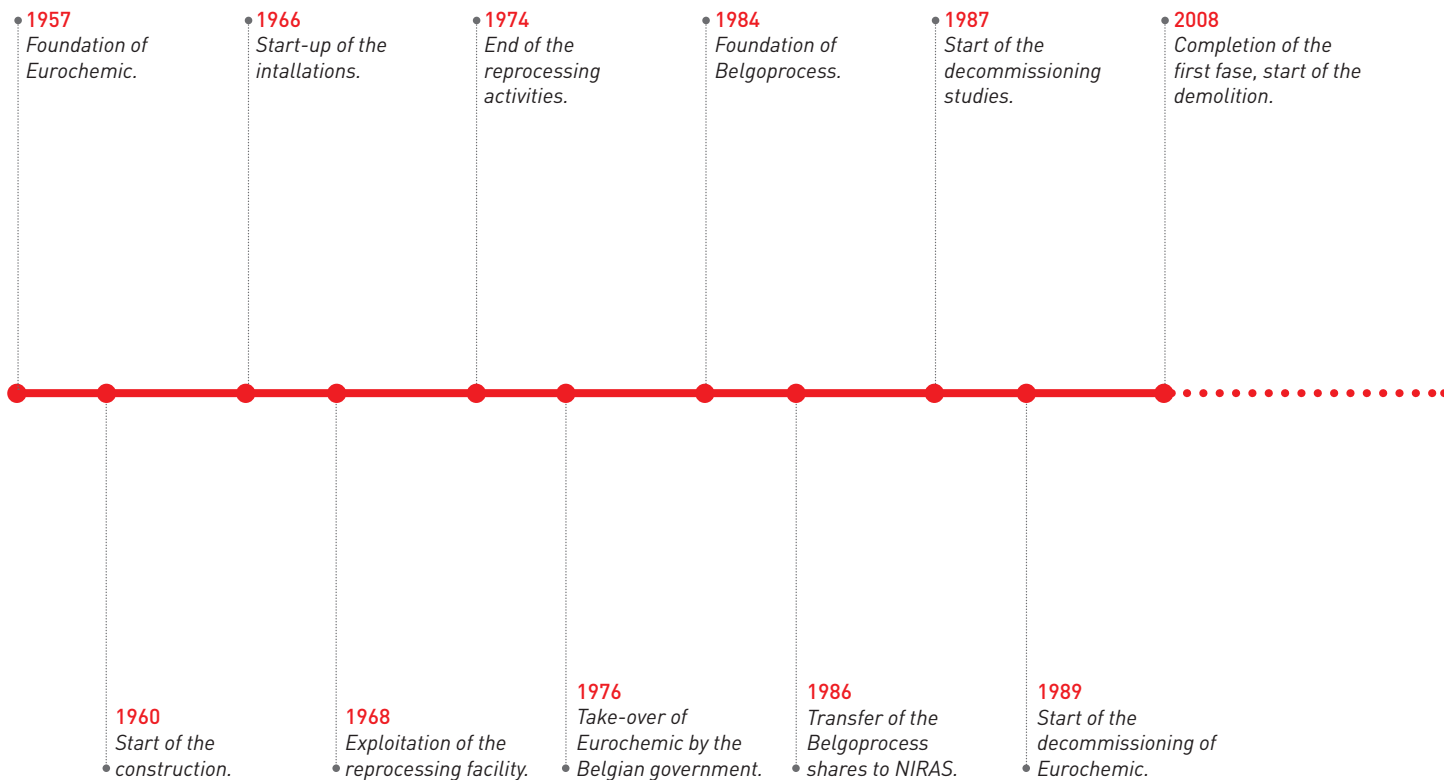 1957
Foundation of
Eurochemic.
1966
Start-up of the
intallations.
1974
End of the
reprocessing
activities.
1984
Foundation of
Belgoprocess.
1987
Start of the
decommissioning
studies.
2008
Completion of the
first fase, start of the
demolition.
1960
Start of the
construction.
1968
Exploitation of the
reprocessing facility.
1976
Take-over of
Eurochemic by the
Belgian government.
1986
Transfer of the
Belgoprocess
shares to NIRAS.
1989
Start of the
decommissioning of
Eurochemic.